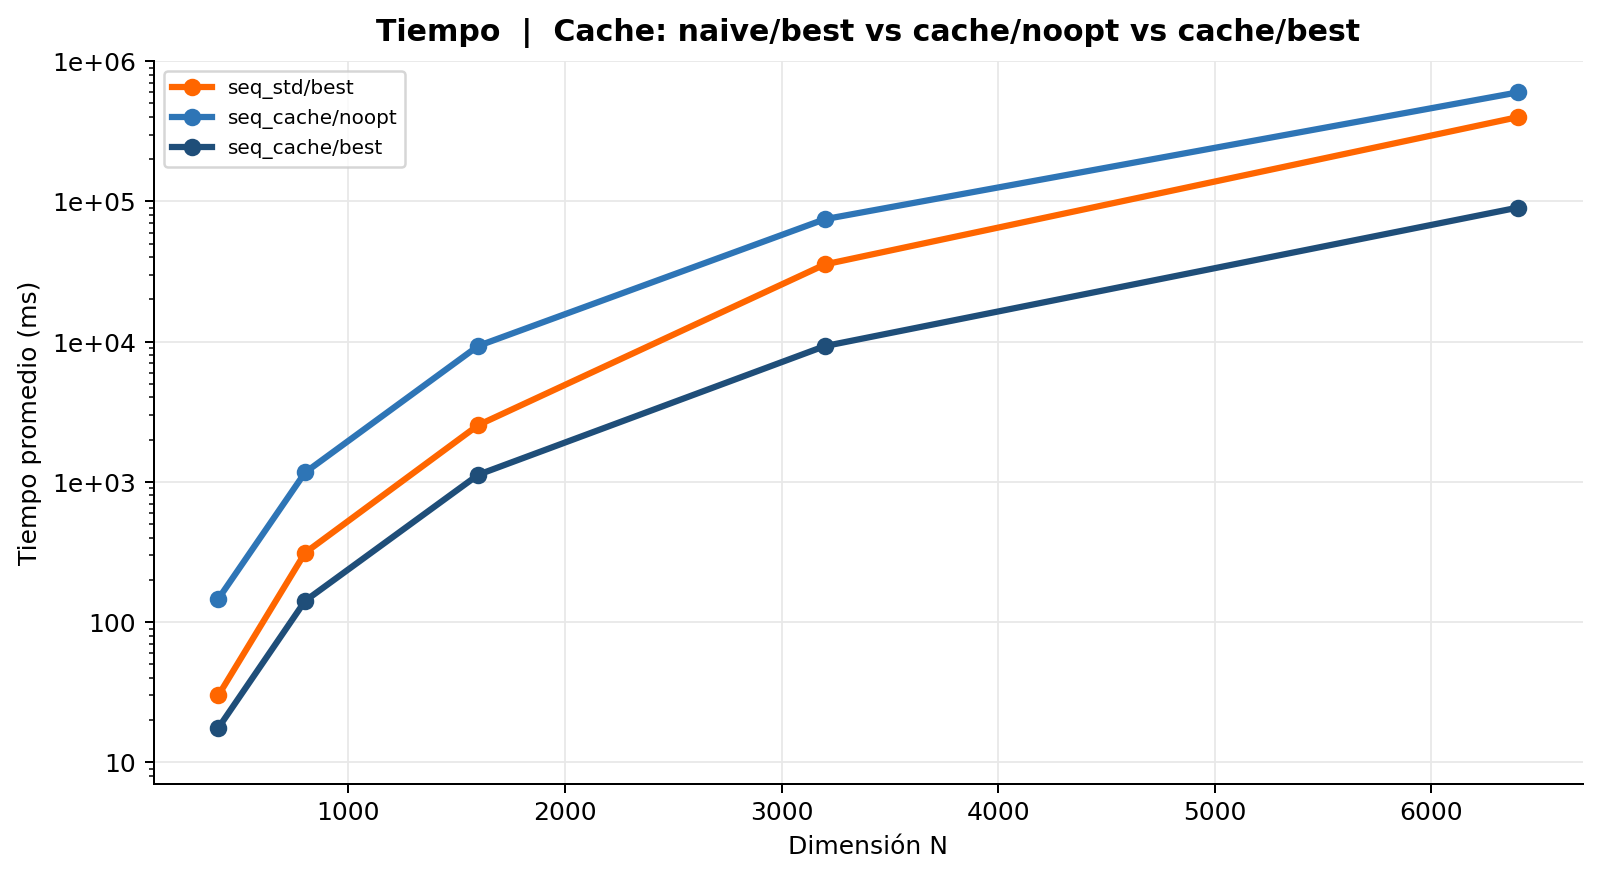 Tiempo | Cache: naive/best vs cache/noopt vs cache/best
seq_std/best
seq_cache/noopt
seq_cache/best
Tiempo promedio (ms)
1e+06
1e+05
1e+04
1e+03
100
10
1000 2000 3000 4000 5000 6000
Dimensión N